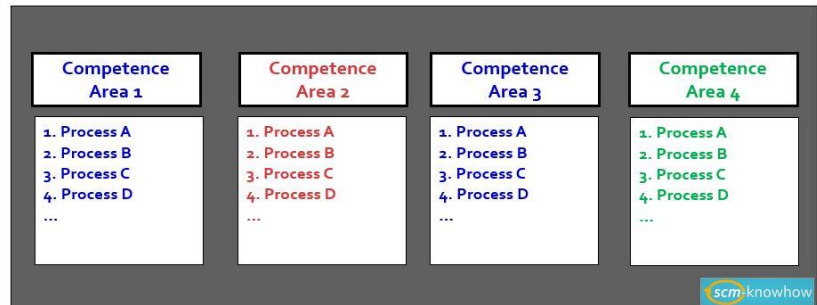 Competence
Area 1
1. Process A
2. Process B
3. Process C
4. Process D
...
Competence
Area 2
1. Process A
2. Process B
3. Process C
4. Process D
...
Competence
Area 3
1. Process A
2. Process B
3. Process C
4. Process D
...
Competence
Area 4
1. Process A
2. Process B
3. Process C
4. Process D
...
scm-knowhow